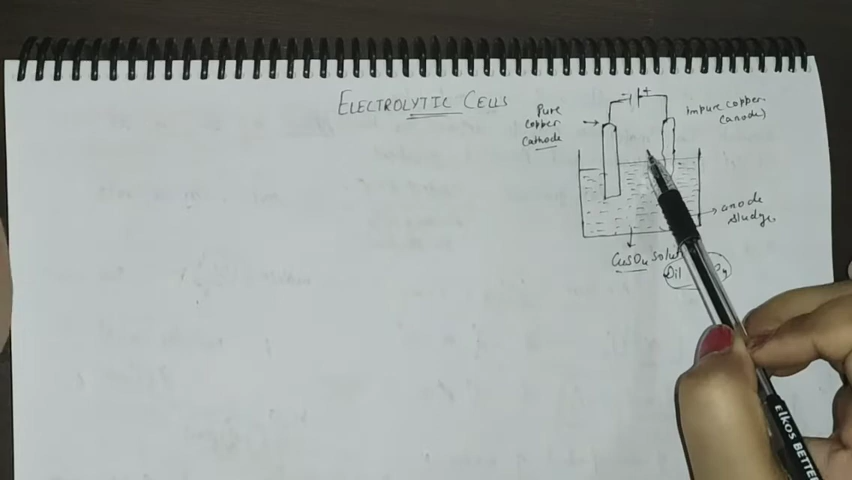 ELECTROLYTIC CELLS
Pure
copper
cathode
- +
impure copper
(anode)
anode
sludge
CuSO4 solu
Dil
Elkos BETTER